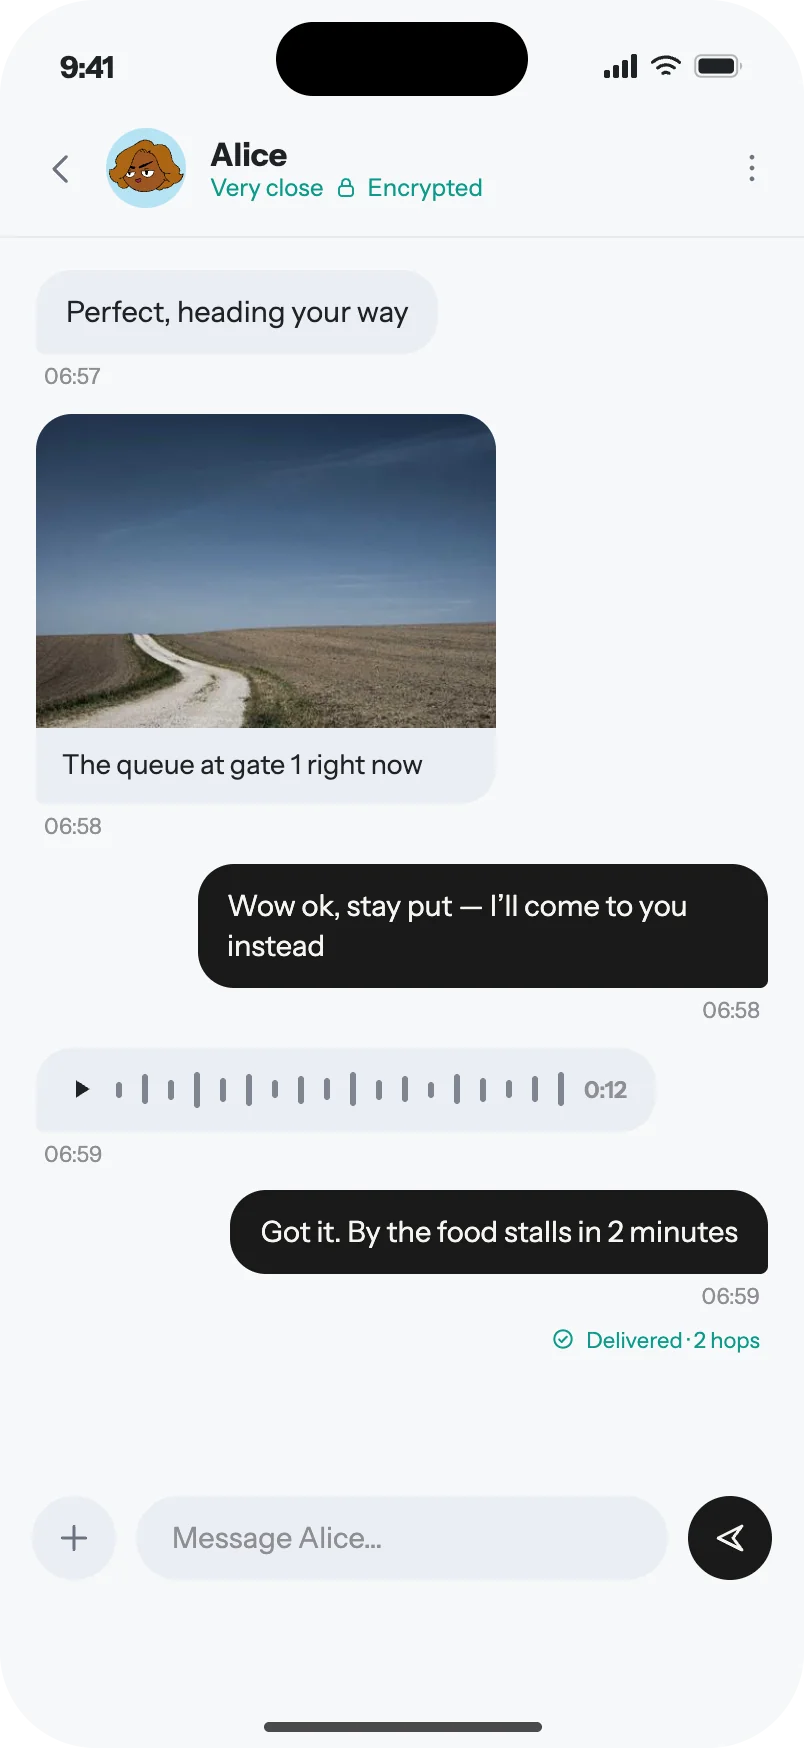 9:41
Alice
Very close Encrypted
Perfect, heading your way
06:57
The queue at gate 1 right now
06:58
Wow ok, stay put — I’ll come to you
instead
06:58
0:12
06:59
Got it. By the food stalls in 2 minutes
06:59
Delivered · 2 hops
Message Alice...